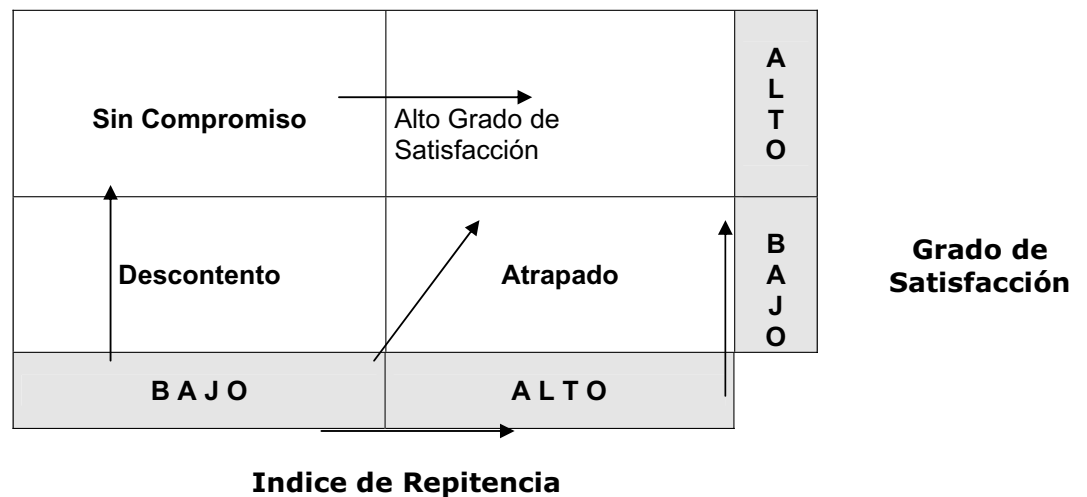 A
L
T
O
Sin Compromiso
Alto Grado de
Satisfacción
B
A
J
O
Descontento
Atrapado
Grado de
Satisfacción
B A J O
A L T O
Indice de Repitencia